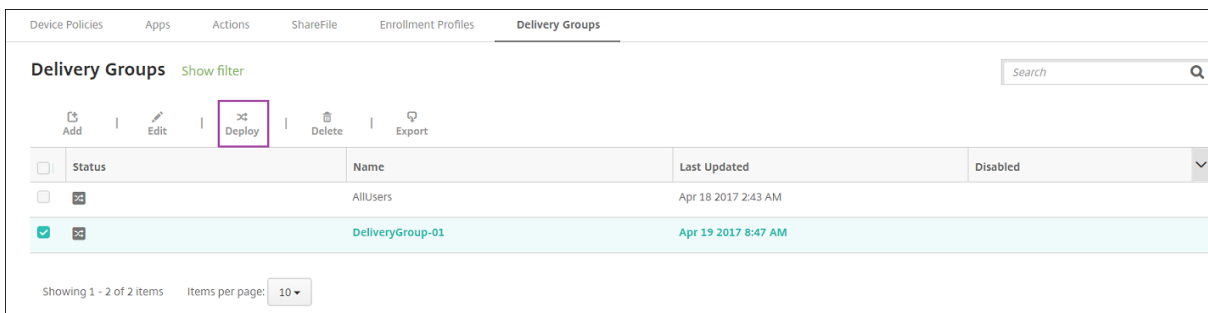 Device Policies Apps Actions ShareFile Enrollment Profiles Delivery Groups
Delivery Groups Show filter Search
Add | Edit | Deploy | Delete | Export
Status Name Last Updated Disabled
AllUsers Apr 18 2017 2:43 AM
DeliveryGroup-01 Apr 19 2017 8:47 AM
Showing 1 - 2 of 2 items Items per page: 10